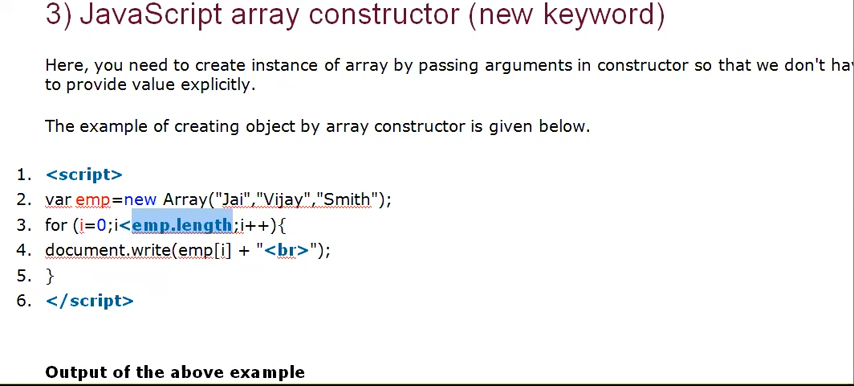 3) JavaScript array constructor (new keyword)
Here, you need to create instance of array by passing arguments in constructor so that we don't ha
to provide value explicitly.
The example of creating object by array constructor is given below.
1. <script>
2. var emp=new Array("Jai","Vijay","Smith");
3. for (i=0;i<emp.length;i++){
4. document.write(emp[i] + "<br>");
5. }
6. </script>
Output of the above example